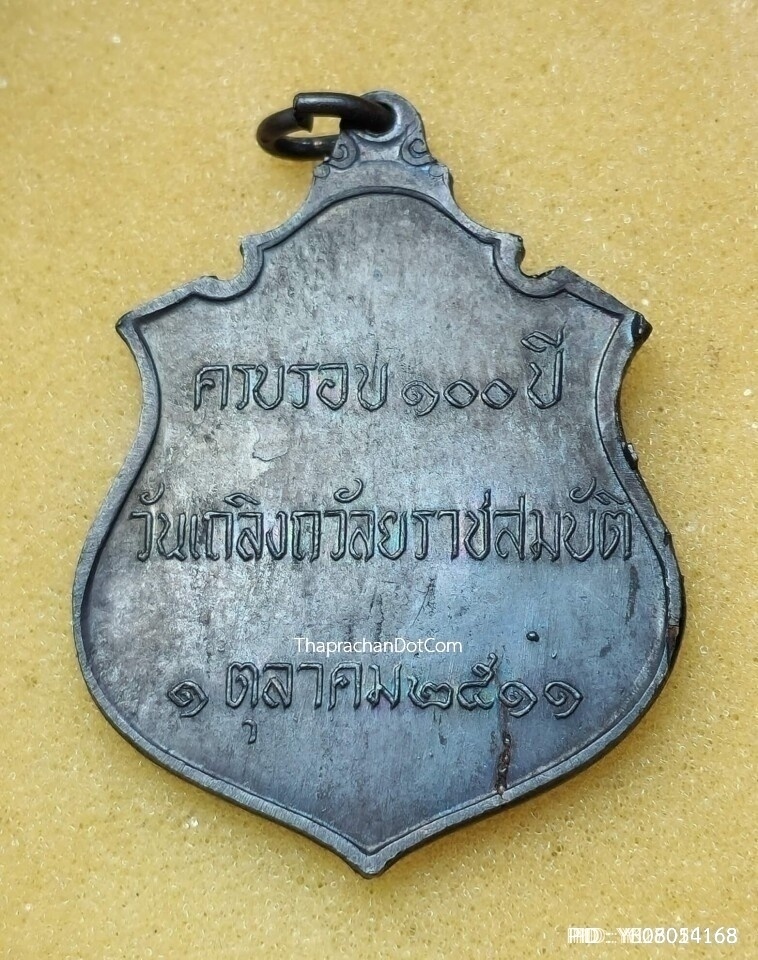 ครบรอบ ๑๐๐ ปี
วันเถลิงถวัลยราชสมบัติ
ThaprachanDotCom
๑ ตุลาคม ๒๕๑๑